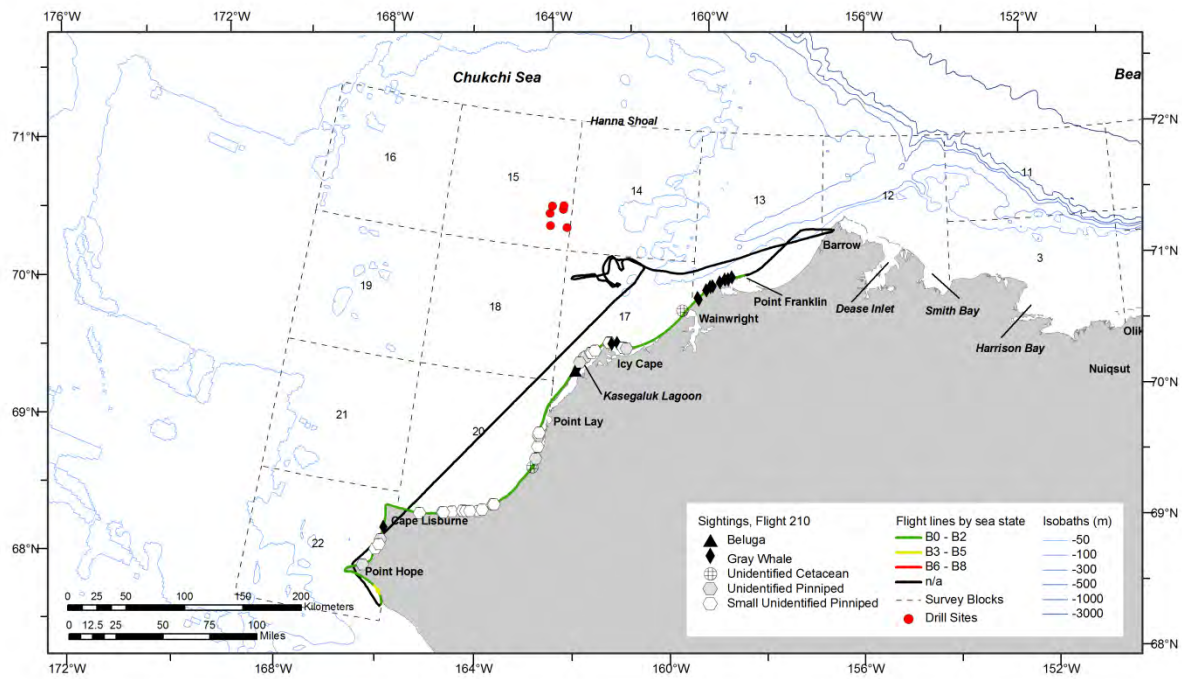 176°W 168°W 164°W 160°W 156°W 152°W
Chukchi Sea
Bea
72°N
71°N
Hanna Shoal
16
15
14
13
11
12
Barrow
71°N
3
70°N
19
18
17
Point Franklin
Dease Inlet
Smith Bay
Wainwright
Harrison Bay
Olik
Icy Cape
Nuiqsut
Kasegaluk Lagoon
70°N
69°N
21
20
Point Lay
Cape Lisburne
69°N
68°N
22
Point Hope
0 25 50 100 150 200
Kilometers
0 12.5 25 50 75 100
Miles
Sightings, Flight 210
Beluga
Gray Whale
Unidentified Cetacean
Unidentified Pinniped
Small Unidentified Pinniped
Flight lines by sea state
B0 - B2
B3 - B5
B6 - B8
n/a
Survey Blocks
Drill Sites
Isobaths (m)
-50
-100
-300
-500
-1000
-3000
68°N
172°W 168°W 166°W 164°W 162°W 160°W 158°W 156°W 154°W 152°W